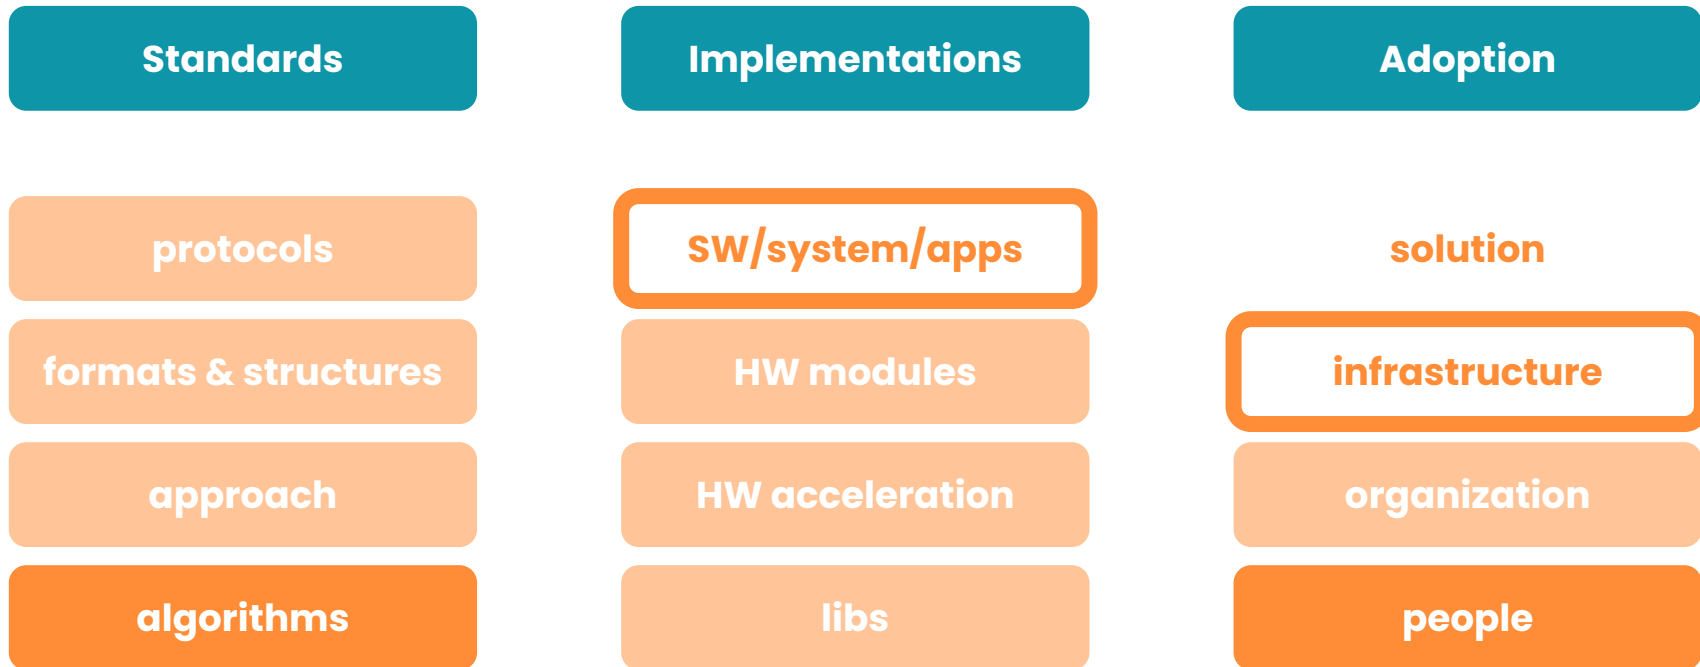 Standards
Implementations
Adoption
protocols
SW/system/apps
solution
formats & structures
HW modules
infrastructure
approach
HW acceleration
organization
algorithms
libs
people